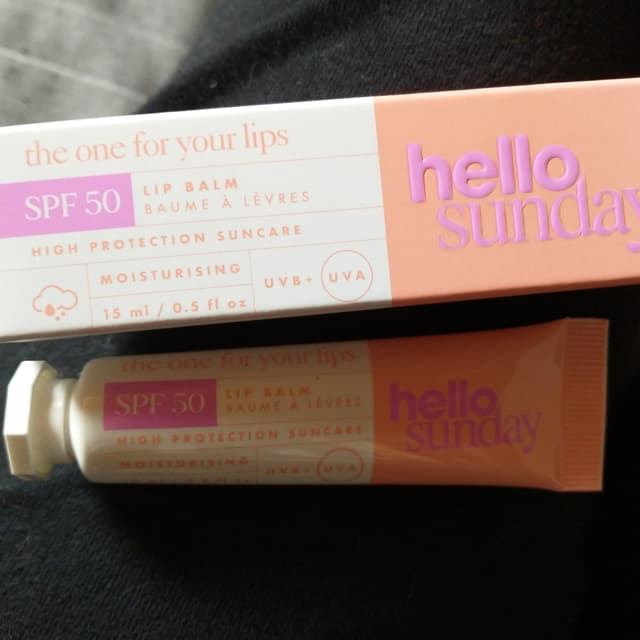 the one for your lips
SPF 50
LIP BALM
BAUME À LÈVRES
HIGH PROTECTION SUNCARE
MOISTURISING
15 ml / 0.5 fl oz
UVB+ UVA
hello
sunday
the one for your lips
SPF 50
LIP BALM
BAUME À LÈVRES
HIGH PROTECTION SUNCARE
MOISTURISING
UVB+ UVA
hello
sunday